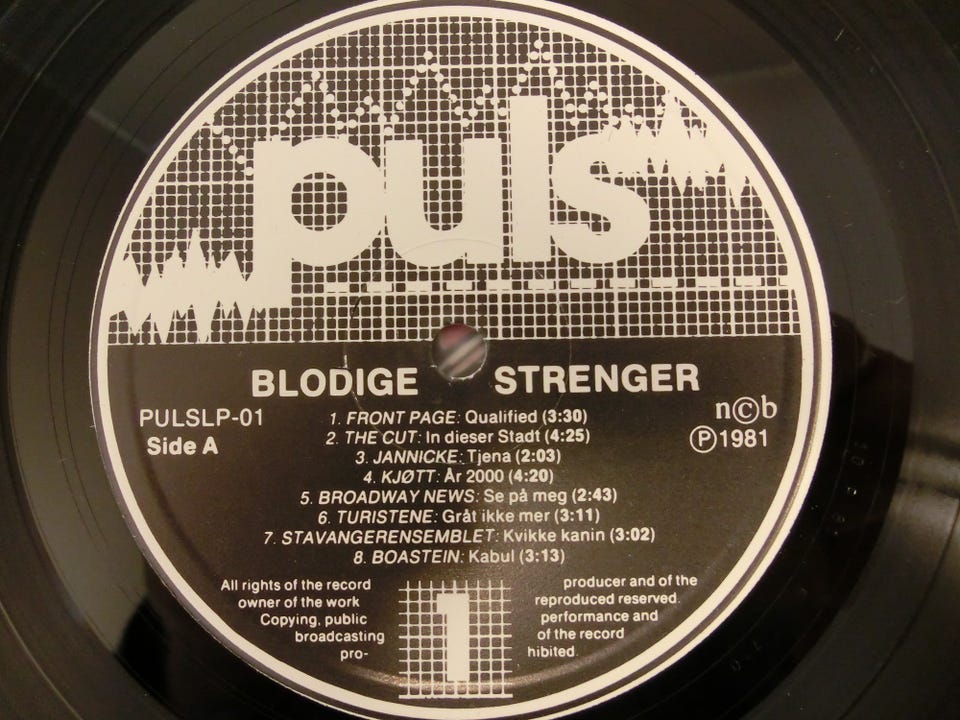 puls
BLODIGE STRENGER
PULSLP-01
Side A
n©b
℗1981
1. FRONT PAGE: Qualified (3:30)
2. THE CUT: In dieser Stadt (4:25)
3. JANNICKE: Tjena (2:03)
4. KJØTT: År 2000 (4:20)
5. BROADWAY NEWS: Se på meg (2:43)
6. TURISTENE: Gråt ikke mer (3:11)
7. STAVANGERENSEMBLET: Kvikke kanin (3:02)
8. BOASTEIN: Kabul (3:13)
All rights of the record producer and of the
owner of the work reproduced reserved.
Copying, public performance and
broadcasting of the record
pro- hibited.
1